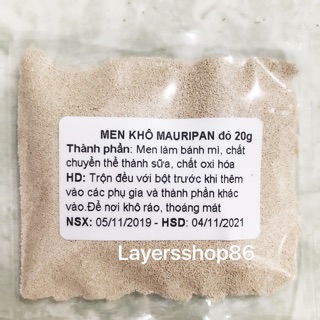 MEN KHÔ MAURIPAN đỏ 20g
Thành phần: Men làm bánh mì, chất
chuyển thể thành sữa, chất oxi hóa
HD: Trộn đều với bột trước khi thêm
vào các phụ gia và thành phần khác
vào.Để nơi khô ráo, thoáng mát
NSX: 05/11/2019 - HSD: 04/11/2021
Layersshop86